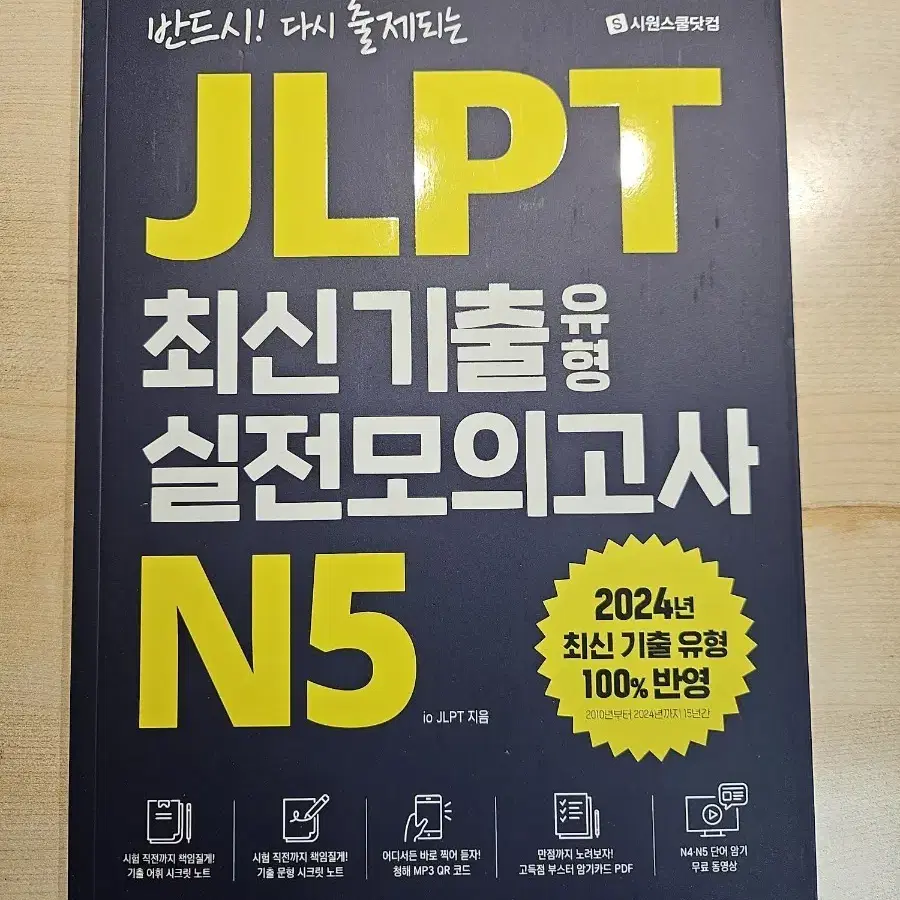 반드시! 다시 출제되는
S 시원스쿨닷컴
JLPT
최신 기출 유형
실전모의고사
N5
io JLPT 지음
2024년
최신 기출 유형
100% 반영
2010년부터 2024년까지 15년간
시험 직전까지 책임질게!
기출 어휘 시크릿 노트
시험 직전까지 책임질게!
기출 문형 시크릿 노트
어디서든 바로 찍어 듣자!
청해 MP3 QR 코드
만점까지 노려보자!
고득점 부스터 암기카드 PDF
N4·N5 단어 암기
무료 동영상